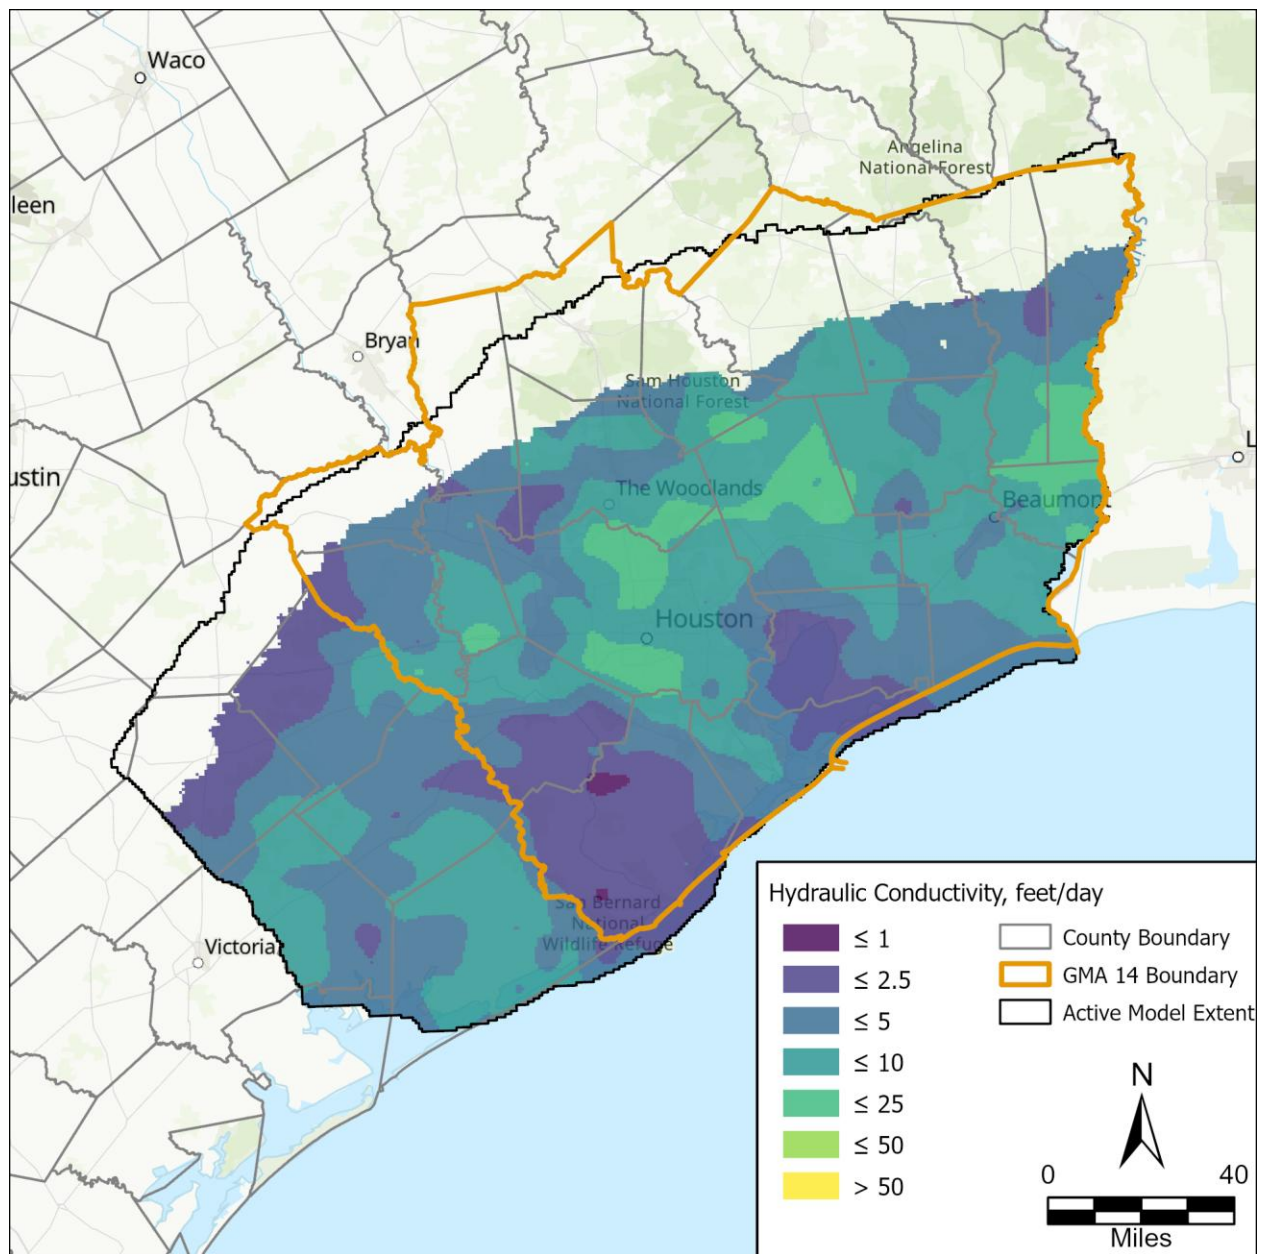 Waco
Angelina
National Forest
leen
Bryan
Sam Houston
National Forest
ustin
L
The Woodlands
Beaumont
Houston
San Bernard
National
Wildlife Refuge
Victoria
Hydraulic Conductivity, feet/day
≤ 1
≤ 2.5
≤ 5
≤ 10
≤ 25
≤ 50
> 50
County Boundary
GMA 14 Boundary
Active Model Extent
N
0 40
Miles